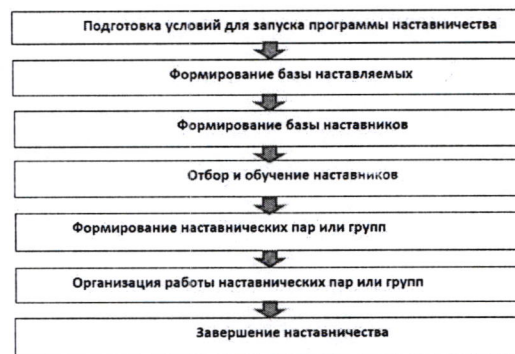 Подготовка условий для запуска программы наставничества
Формирование базы наставляемых
Формирование базы наставников
Отбор и обучение наставников
Формирование наставнических пар или групп
Организация работы наставнических пар или групп
Завершение наставничества